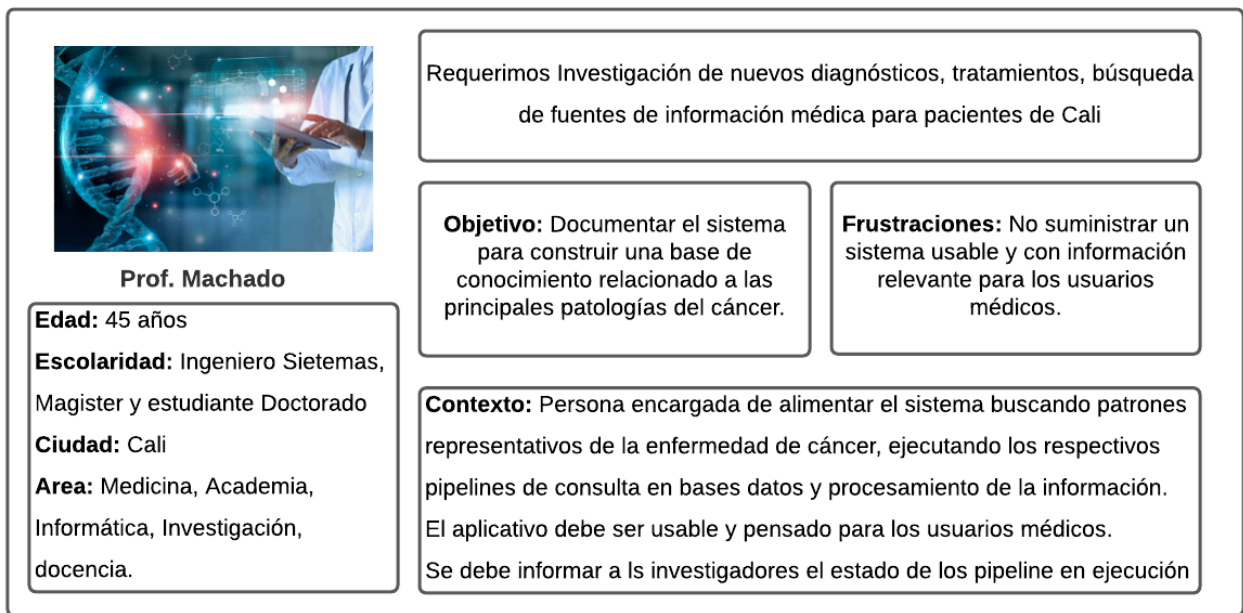 Requerimos Investigación de nuevos diagnósticos, tratamientos, búsqueda
de fuentes de información médica para pacientes de Cali
Objetivo: Documentar el sistema
para construir una base de
conocimiento relacionado a las
principales patologías del cáncer.
Frustraciones: No suministrar un
sistema usable y con información
relevante para los usuarios
médicos.
Prof. Machado
Edad: 45 años
Escolaridad: Ingeniero Sietemas,
Magister y estudiante Doctorado
Ciudad: Cali
Area: Medicina, Academia,
Informática, Investigación,
docencia.
Contexto: Persona encargada de alimentar el sistema buscando patrones
representativos de la enfermedad de cáncer, ejecutando los respectivos
pipelines de consulta en bases datos y procesamiento de la información.
El aplicativo debe ser usable y pensado para los usuarios médicos.
Se debe informar a ls investigadores el estado de los pipeline en ejecución